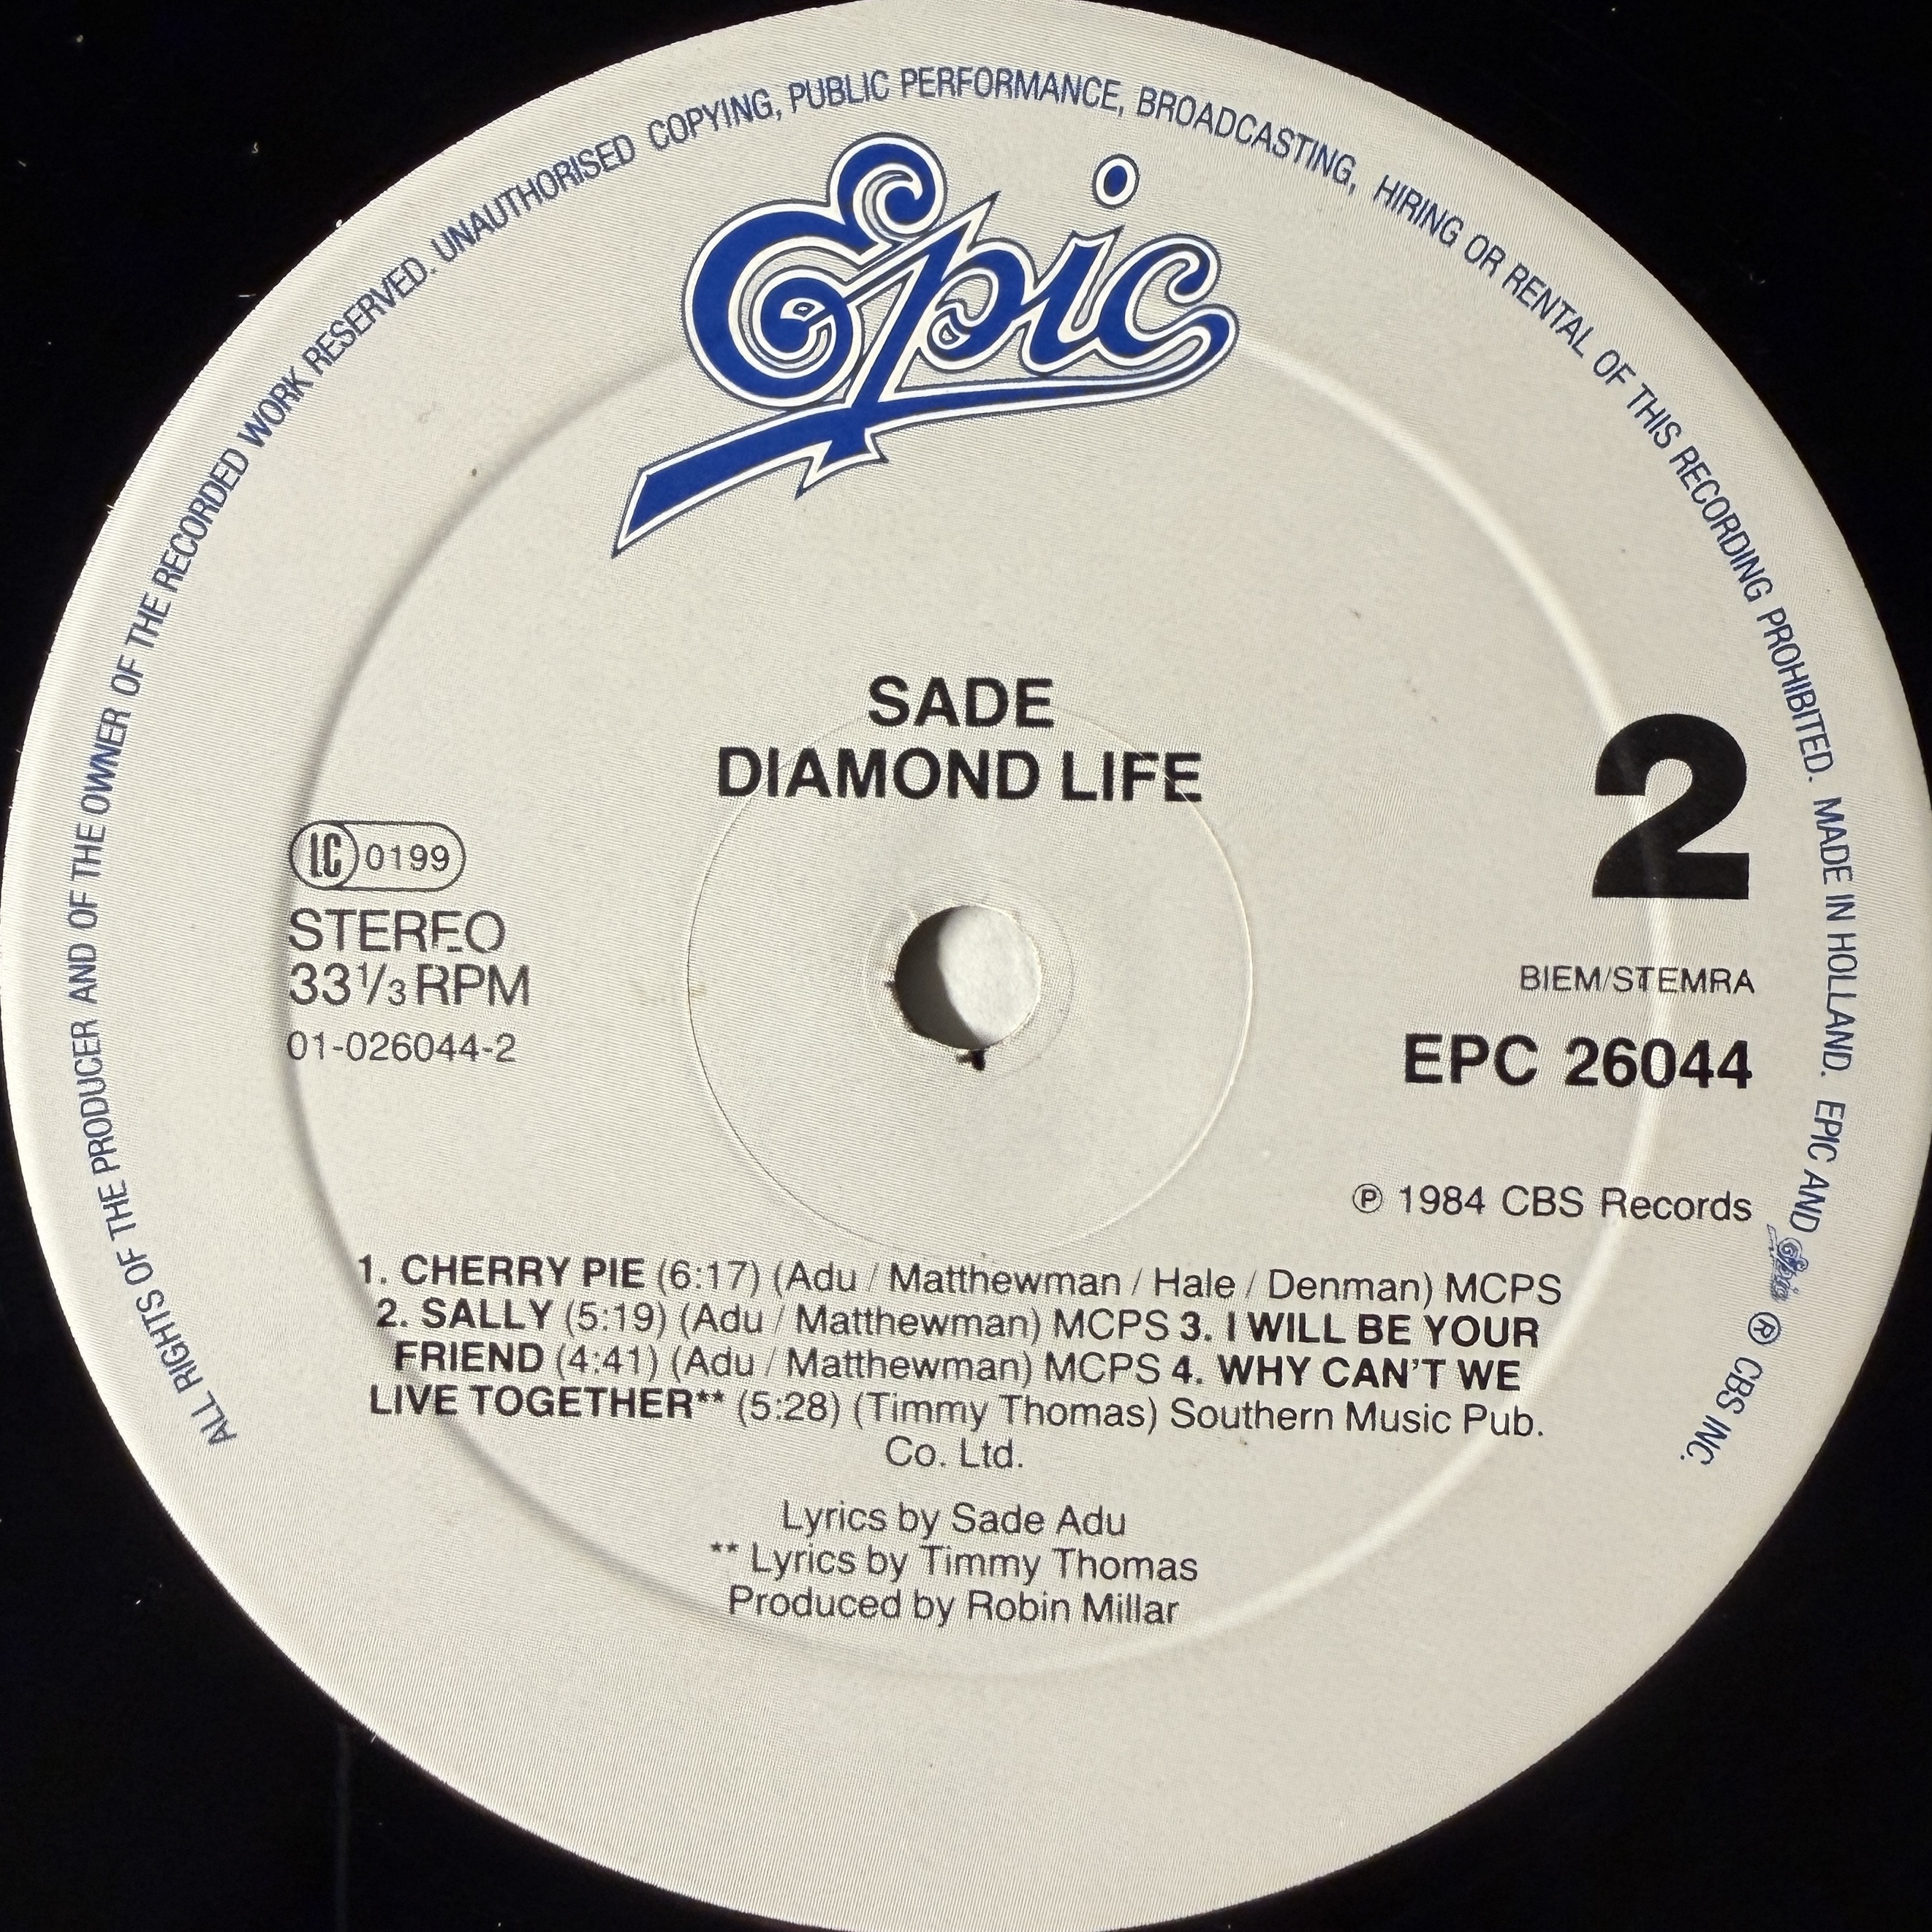 ALL RIGHTS OF THE PRODUCER AND OF THE OWNER OF THE RECORDED WORK RESERVED. UNAUTHORISED COPYING, PUBLIC PERFORMANCE, BROADCASTING, HIRING OR RENTAL OF THIS RECORDING PROHIBITED. MADE IN HOLLAND. EPIC AND Epic ® CBS INC.
Epic
SADE
DIAMOND LIFE
2
LC 0199
STEREO
33 1/3 RPM
01-026044-2
BIEM/STEMRA
EPC 26044
℗ 1984 CBS Records
1. CHERRY PIE (6:17) (Adu / Matthewman / Hale / Denman) MCPS
2. SALLY (5:19) (Adu / Matthewman) MCPS 3. I WILL BE YOUR
FRIEND (4:41) (Adu / Matthewman) MCPS 4. WHY CAN'T WE
LIVE TOGETHER** (5:28) (Timmy Thomas) Southern Music Pub.
Co. Ltd.
Lyrics by Sade Adu
** Lyrics by Timmy Thomas
Produced by Robin Millar